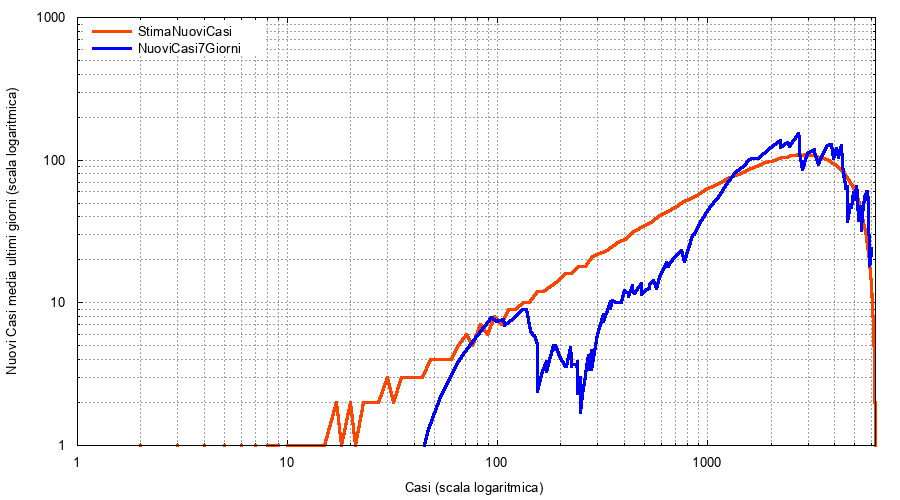 1000
100
10
1
StimaNuoviCasi
NuoviCasi7Giorni
Nuovi Casi media ultimi giorni (scala logaritmica)
1 10 100 1000
Casi (scala logaritmica)